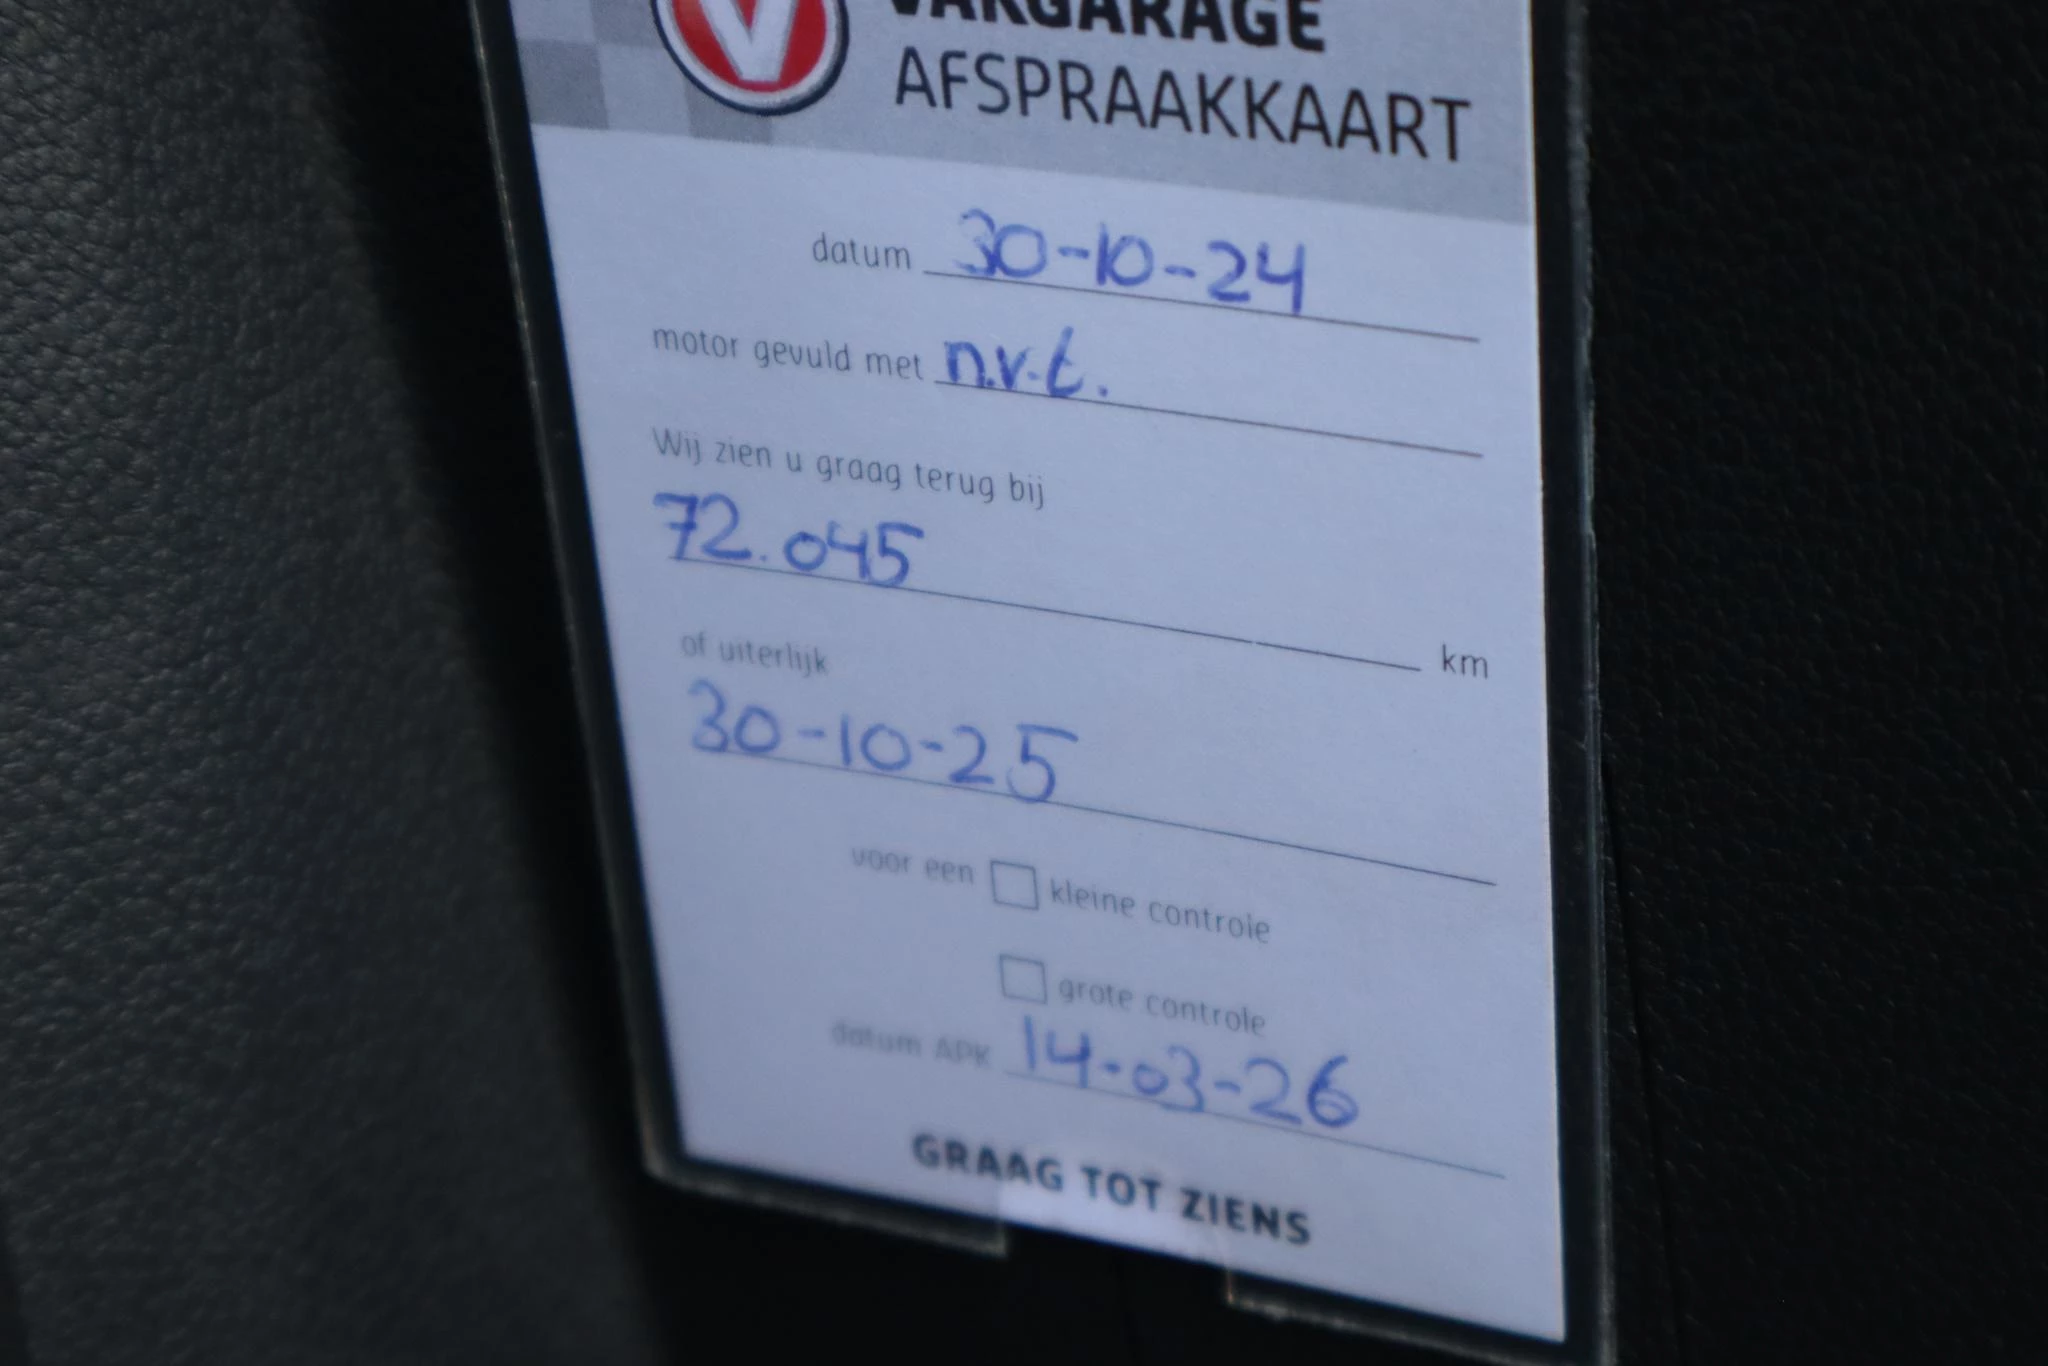 V
VAKGARAGE
AFSPRAAKKAART
datum 30-10-24
motor gevuld met n.v.t.
Wij zien u graag terug bij
72.045 km
of uiterlijk
30-10-25
voor een kleine controle
grote controle
datum APK 14-03-26
GRAAG TOT ZIENS